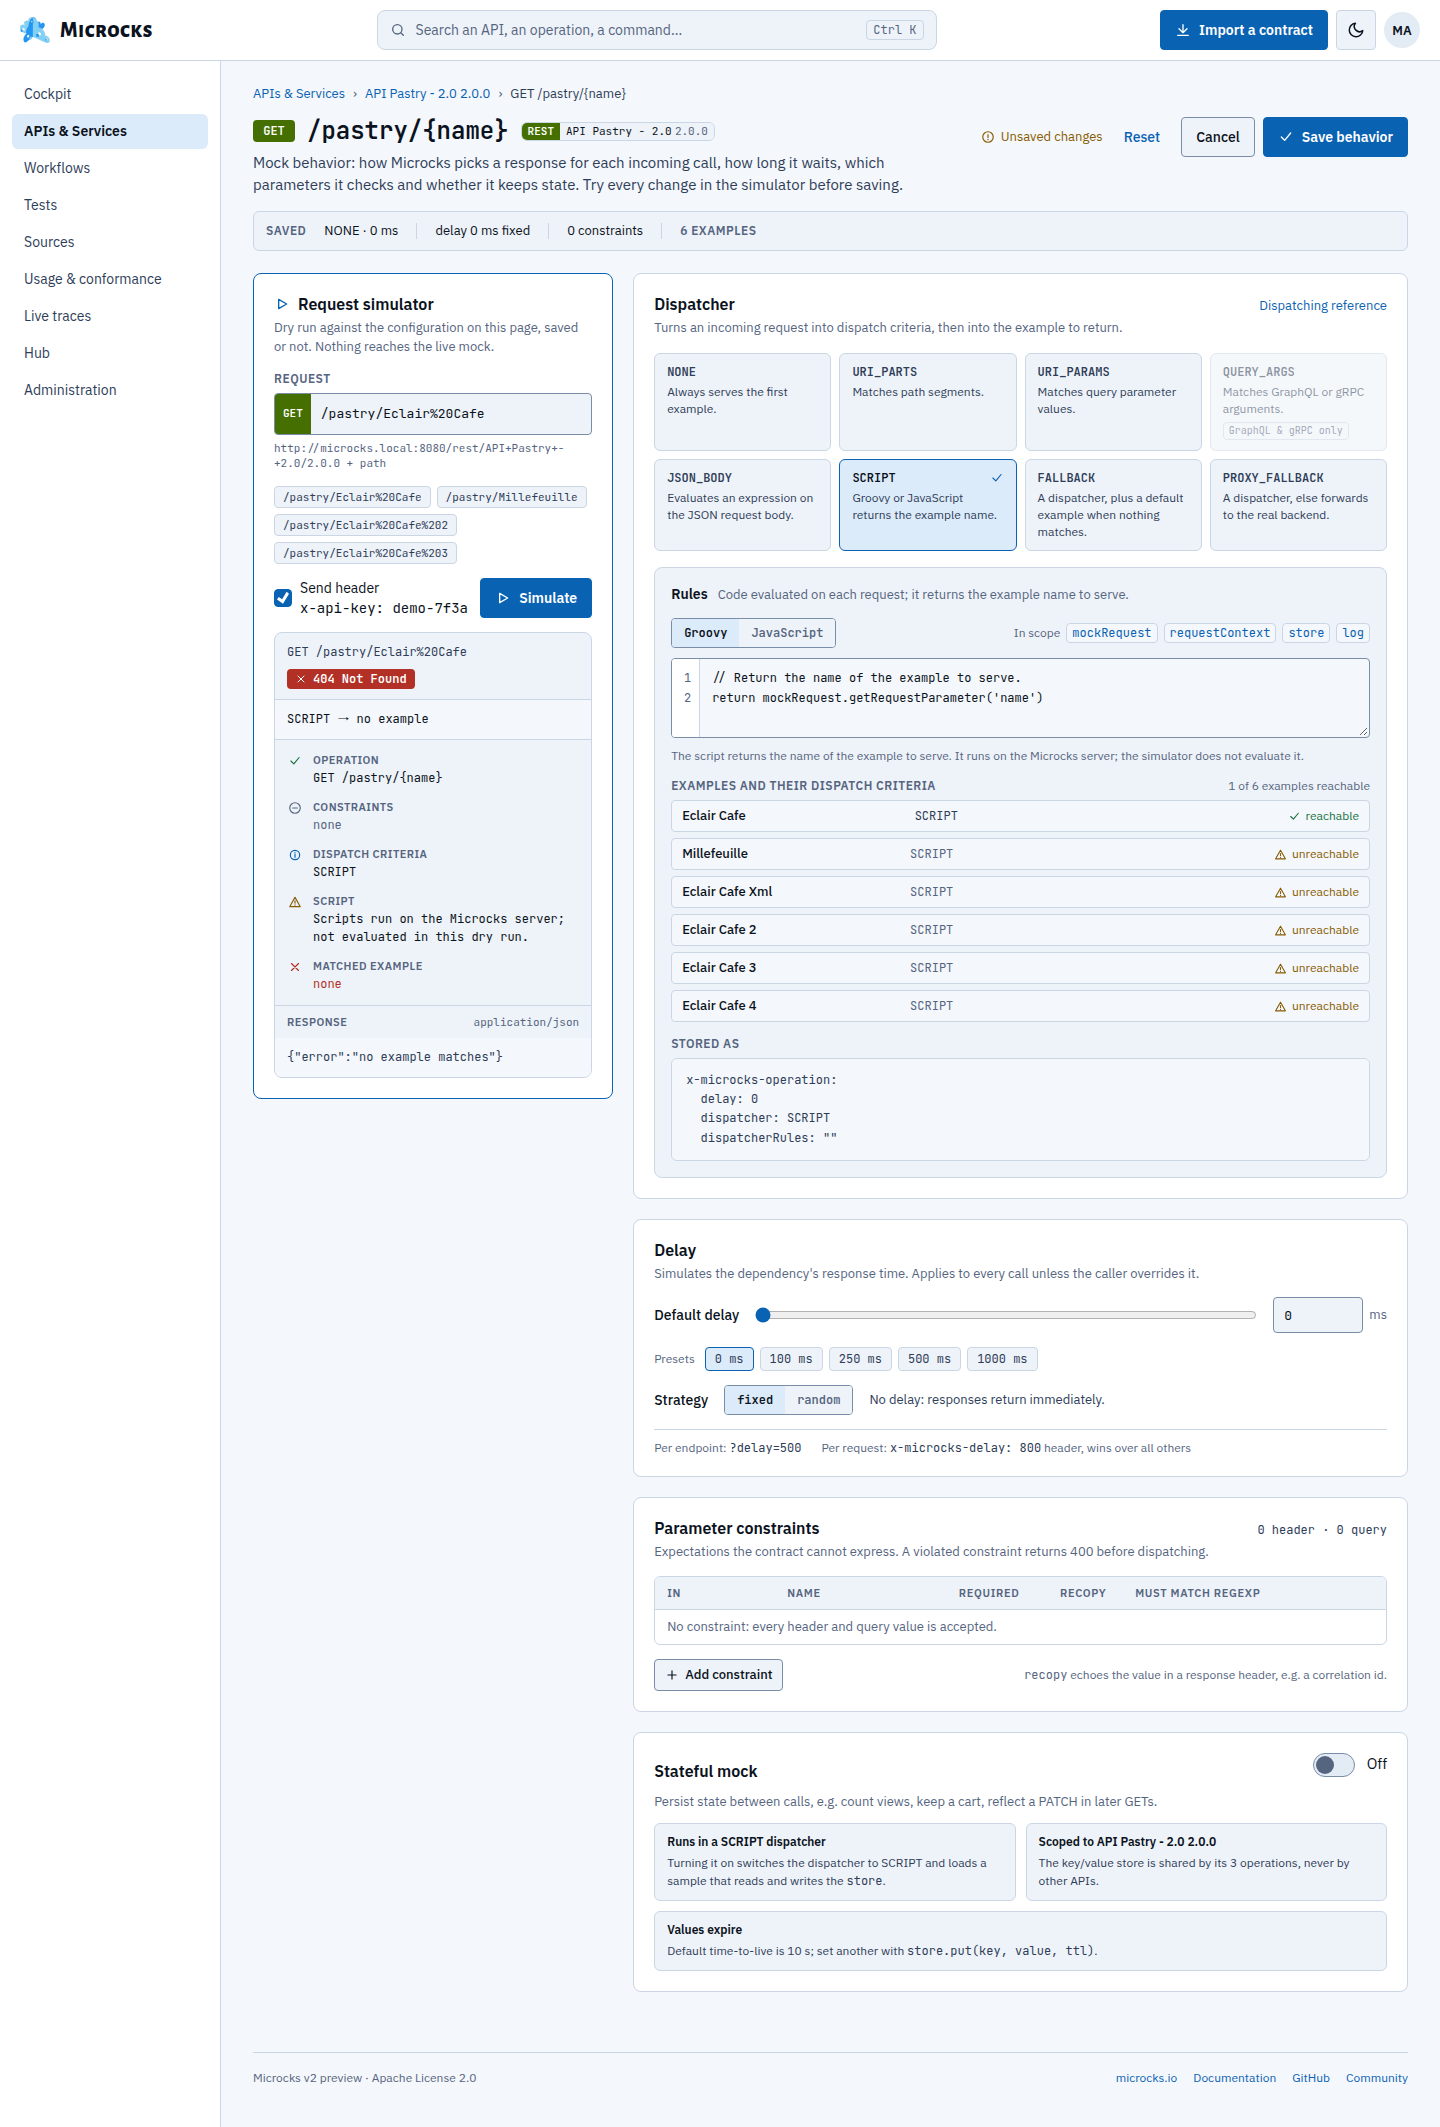 Microcks
Search an API, an operation, a command...
Ctrl K
Import a contract
MA
Cockpit
APIs & Services
Workflows
Tests
Sources
Usage & conformance
Live traces
Hub
Administration
APIs & Services › API Pastry - 2.0 2.0.0 › GET /pastry/{name}
GET /pastry/{name} REST API Pastry - 2.0 2.0.0
Mock behavior: how Microcks picks a response for each incoming call, how long it waits, which
parameters it checks and whether it keeps state. Try every change in the simulator before saving.
Unsaved changes
Reset
Cancel
Save behavior
SAVED NONE · 0 ms delay 0 ms fixed 0 constraints 6 EXAMPLES
Request simulator
Dry run against the configuration on this page, saved
or not. Nothing reaches the live mock.
REQUEST
GET /pastry/Eclair%20Cafe
http://microcks.local:8080/rest/API+Pastry+-
+2.0/2.0.0 + path
/pastry/Eclair%20Cafe /pastry/Millefeuille
/pastry/Eclair%20Cafe%202
/pastry/Eclair%20Cafe%203
Send header
x-api-key: demo-7f3a
Simulate
GET /pastry/Eclair%20Cafe
404 Not Found
SCRIPT → no example
OPERATION
GET /pastry/{name}
CONSTRAINTS
none
DISPATCH CRITERIA
SCRIPT
SCRIPT
Scripts run on the Microcks server;
not evaluated in this dry run.
MATCHED EXAMPLE
none
RESPONSE application/json
{"error":"no example matches"}
Dispatcher
Dispatching reference
Turns an incoming request into dispatch criteria, then into the example to return.
NONE
Always serves the first
example.
URI_PARTS
Matches path segments.
URI_PARAMS
Matches query parameter
values.
QUERY_ARGS
Matches GraphQL or gRPC
arguments.
GraphQL & gRPC only
JSON_BODY
Evaluates an expression on
the JSON request body.
SCRIPT
Groovy or JavaScript
returns the example name.
FALLBACK
A dispatcher, plus a default
example when nothing
matches.
PROXY_FALLBACK
A dispatcher, else forwards
to the real backend.
Rules Code evaluated on each request; it returns the example name to serve.
Groovy JavaScript
In scope mockRequest requestContext store log
1 // Return the name of the example to serve.
2 return mockRequest.getRequestParameter('name')
The script returns the name of the example to serve. It runs on the Microcks server; the simulator does not evaluate it.
EXAMPLES AND THEIR DISPATCH CRITERIA 1 of 6 examples reachable
Eclair Cafe SCRIPT reachable
Millefeuille SCRIPT unreachable
Eclair Cafe Xml SCRIPT unreachable
Eclair Cafe 2 SCRIPT unreachable
Eclair Cafe 3 SCRIPT unreachable
Eclair Cafe 4 SCRIPT unreachable
STORED AS
x-microcks-operation:
delay: 0
dispatcher: SCRIPT
dispatcherRules: ""
Delay
Simulates the dependency's response time. Applies to every call unless the caller overrides it.
Default delay 0 ms
Presets 0 ms 100 ms 250 ms 500 ms 1000 ms
Strategy fixed random No delay: responses return immediately.
Per endpoint: ?delay=500 Per request: x-microcks-delay: 800 header, wins over all others
Parameter constraints
0 header · 0 query
Expectations the contract cannot express. A violated constraint returns 400 before dispatching.
IN NAME REQUIRED RECOPY MUST MATCH REGEXP
No constraint: every header and query value is accepted.
Add constraint
recopy echoes the value in a response header, e.g. a correlation id.
Stateful mock
Off
Persist state between calls, e.g. count views, keep a cart, reflect a PATCH in later GETs.
Runs in a SCRIPT dispatcher
Turning it on switches the dispatcher to SCRIPT and loads a
sample that reads and writes the store.
Scoped to API Pastry - 2.0 2.0.0
The key/value store is shared by its 3 operations, never by
other APIs.
Values expire
Default time-to-live is 10 s; set another with store.put(key, value, ttl).
Microcks v2 preview · Apache License 2.0
microcks.io Documentation GitHub Community